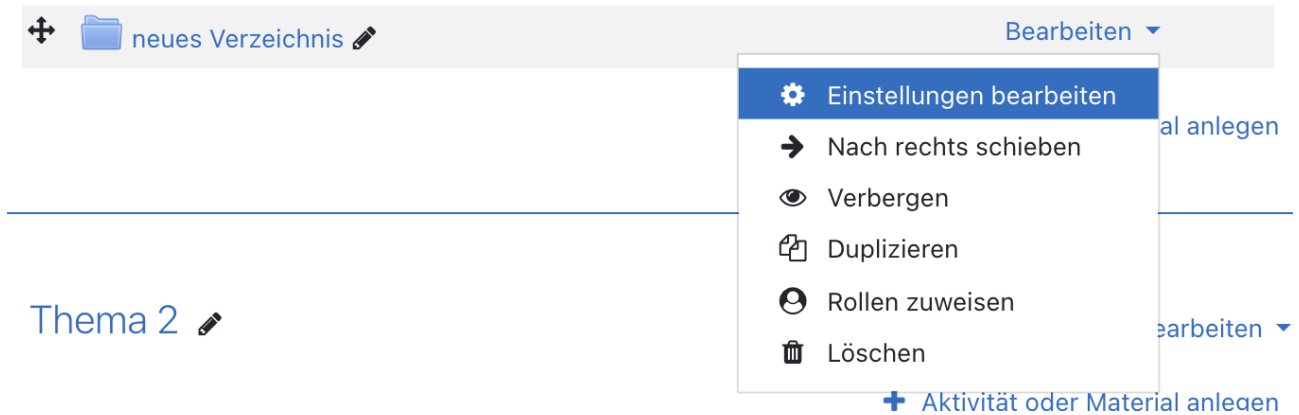 neues Verzeichnis
Bearbeiten
Einstellungen bearbeiten
al anlegen
Nach rechts schieben
Verbergen
Duplizieren
Thema 2
Rollen zuweisen
earbeiten
Löschen
Aktivität oder Material anlegen